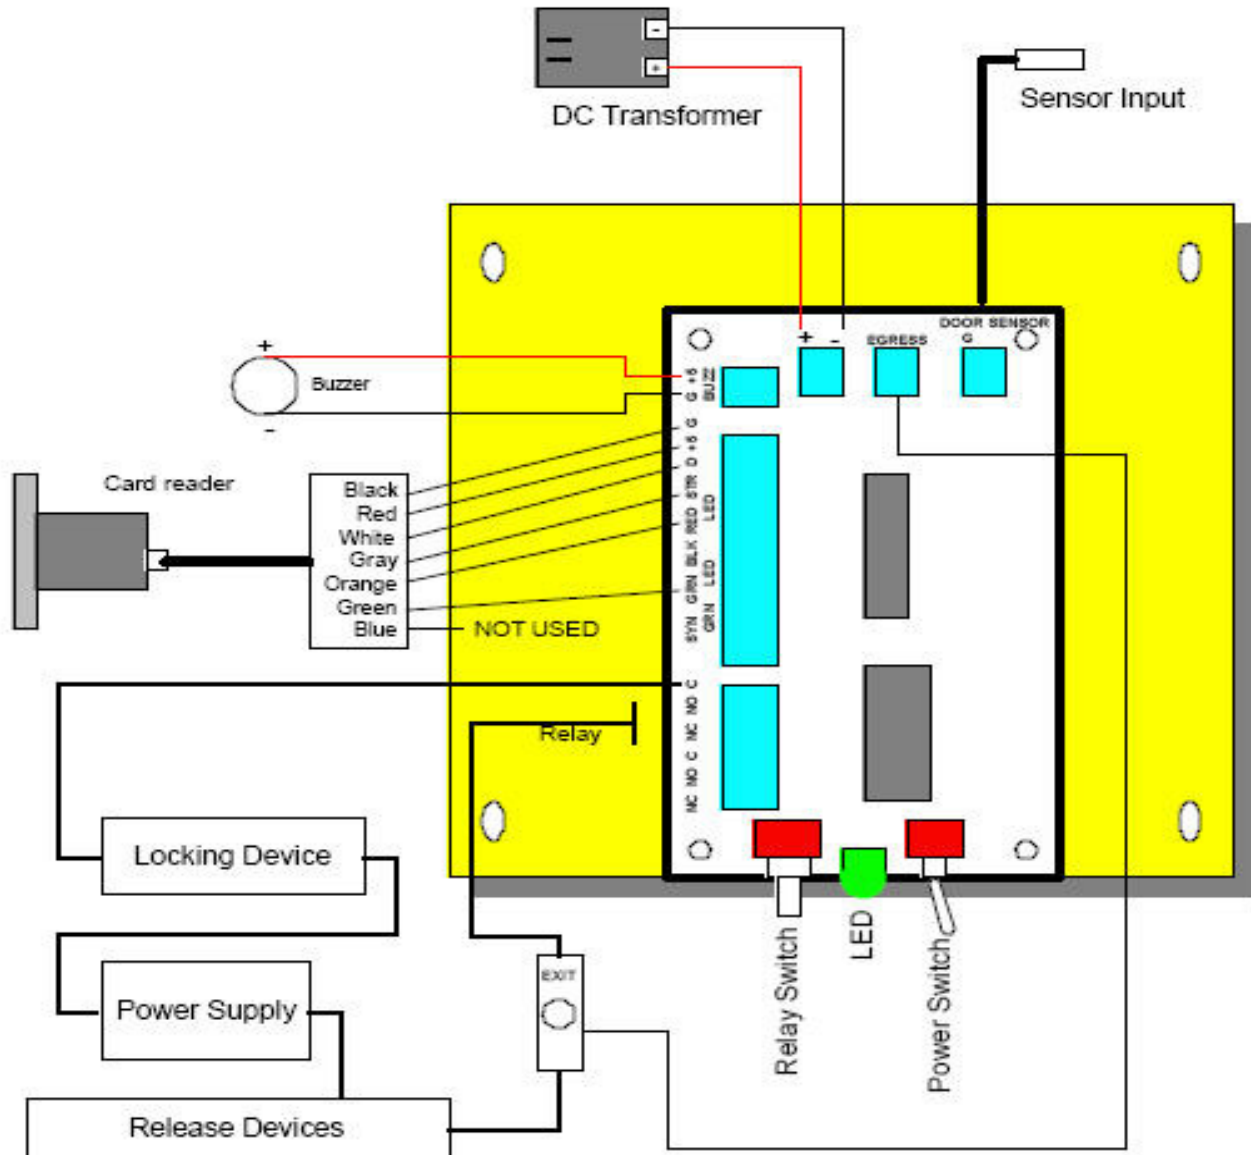 -
+
DC Transformer
Sensor Input
DOOR SENSOR
+ -
EGRESS
G
+
Buzzer
-
+5
G
BUZZ
Card reader
Black
Red
White
Gray
Orange
Green
Blue
NOT USED
G
+5
D
STR
RED
LED
BLK
GRN
LED
SYN
GRN
C
NO
NC
C
NO
NC
Relay
Locking Device
Power Supply
Release Devices
EXIT
Relay Switch
LED
Power Switch